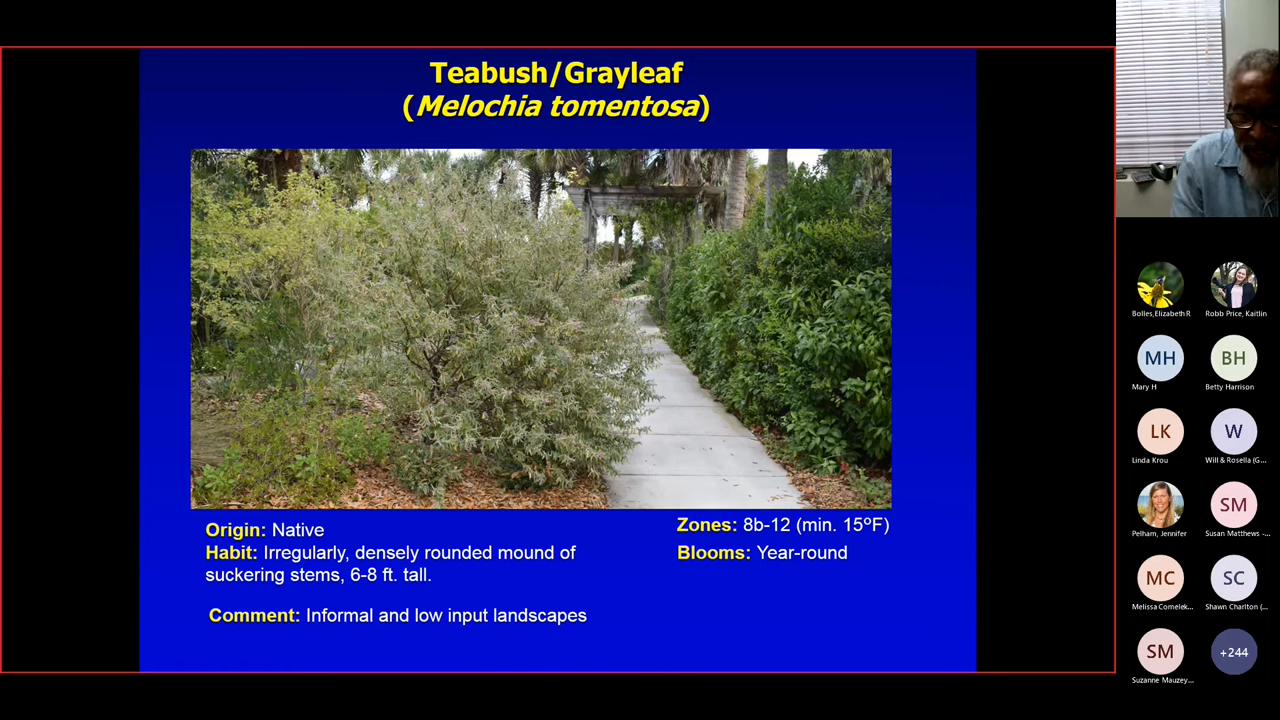 Teabush/Grayleaf
(Melochia tomentosa)
Origin: Native
Habit: Irregularly, densely rounded mound of
suckering stems, 6-8 ft. tall.
Comment: Informal and low input landscapes
Zones: 8b-12 (min. 15ºF)
Blooms: Year-round
Bolles,Elizabeth R
Robb Price, Kaitlin
MH
Mary H
BH
Betty Harrison
LK
Linda Krou
W
Will & Rosella (G...
Pelham, Jennifer
SM
Susan Matthews -...
MC
Melissa Comelek...
SC
Shawn Charlton (...
SM
Suzanne Mauzey...
+244